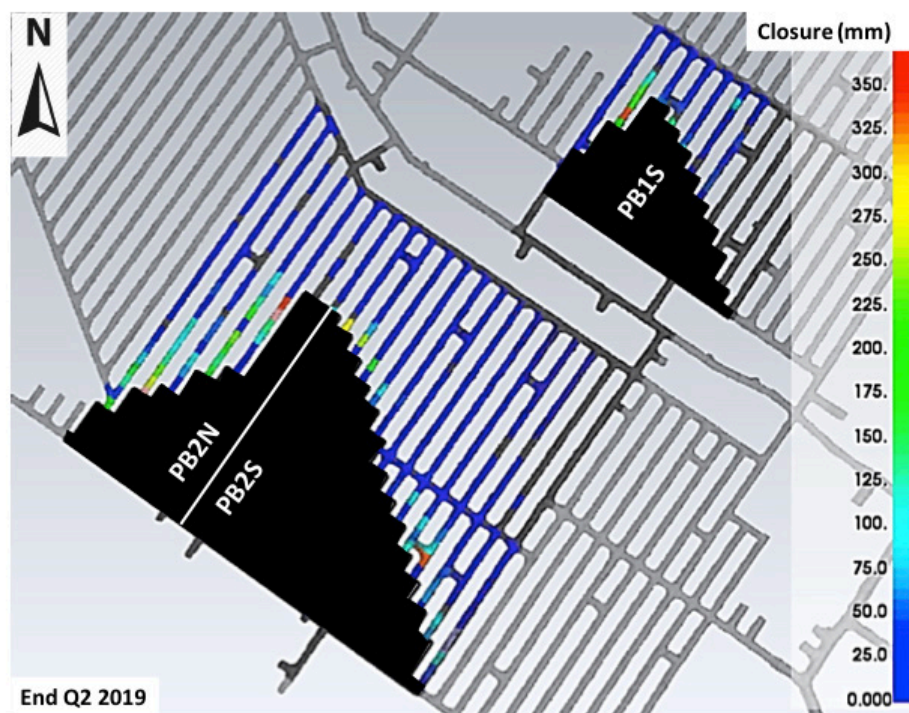 N
Closure (mm)
350.
325.
300.
275.
250.
225.
200.
175.
150.
125.
100.
75.0
50.0
25.0
0.000
PB1S
PB2N
PB2S
End Q2 2019